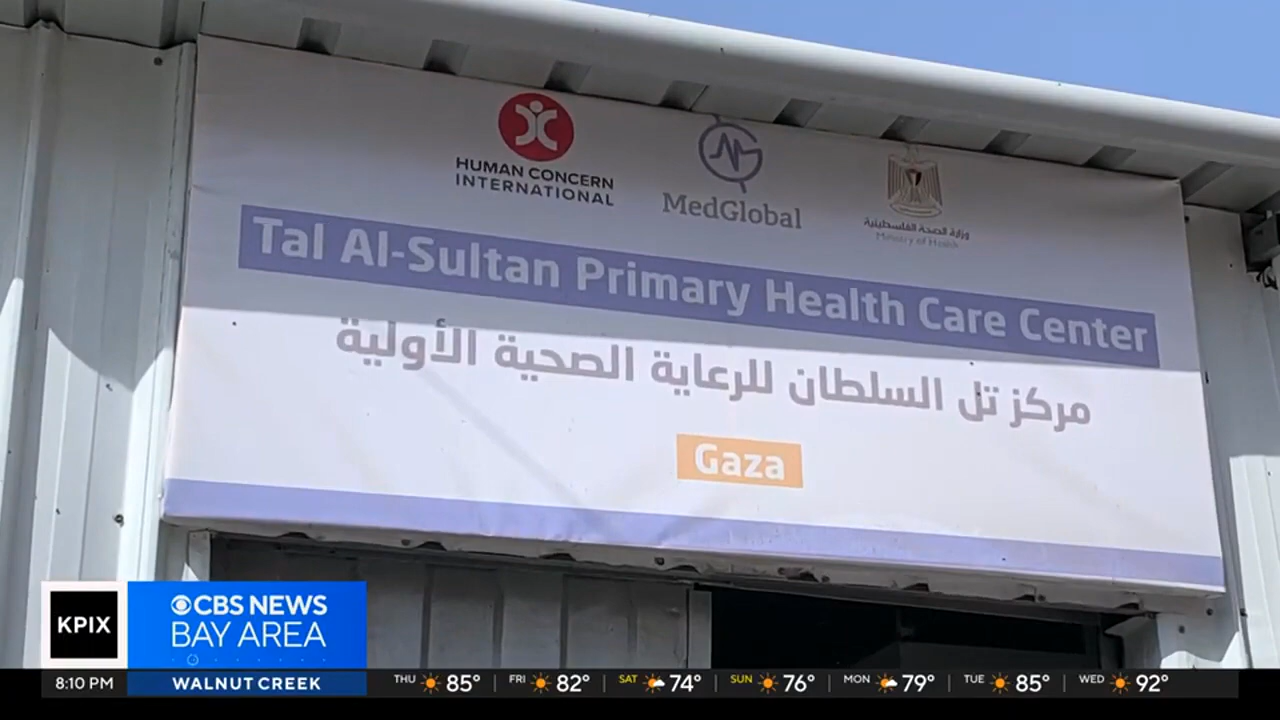 HUMAN CONCERN
INTERNATIONAL
MedGlobal
وزارة الصحة الفلسطينية
Ministry of Health
Tal Al-Sultan Primary Health Care Center
مركز تل السلطان للرعاية الصحية الأولية
Gaza
KPIX
CBS NEWS
BAY AREA
8:10 PM WALNUT CREEK THU 85° FRI 82° SAT 74° SUN 76° MON 79° TUE 85° WED 92°